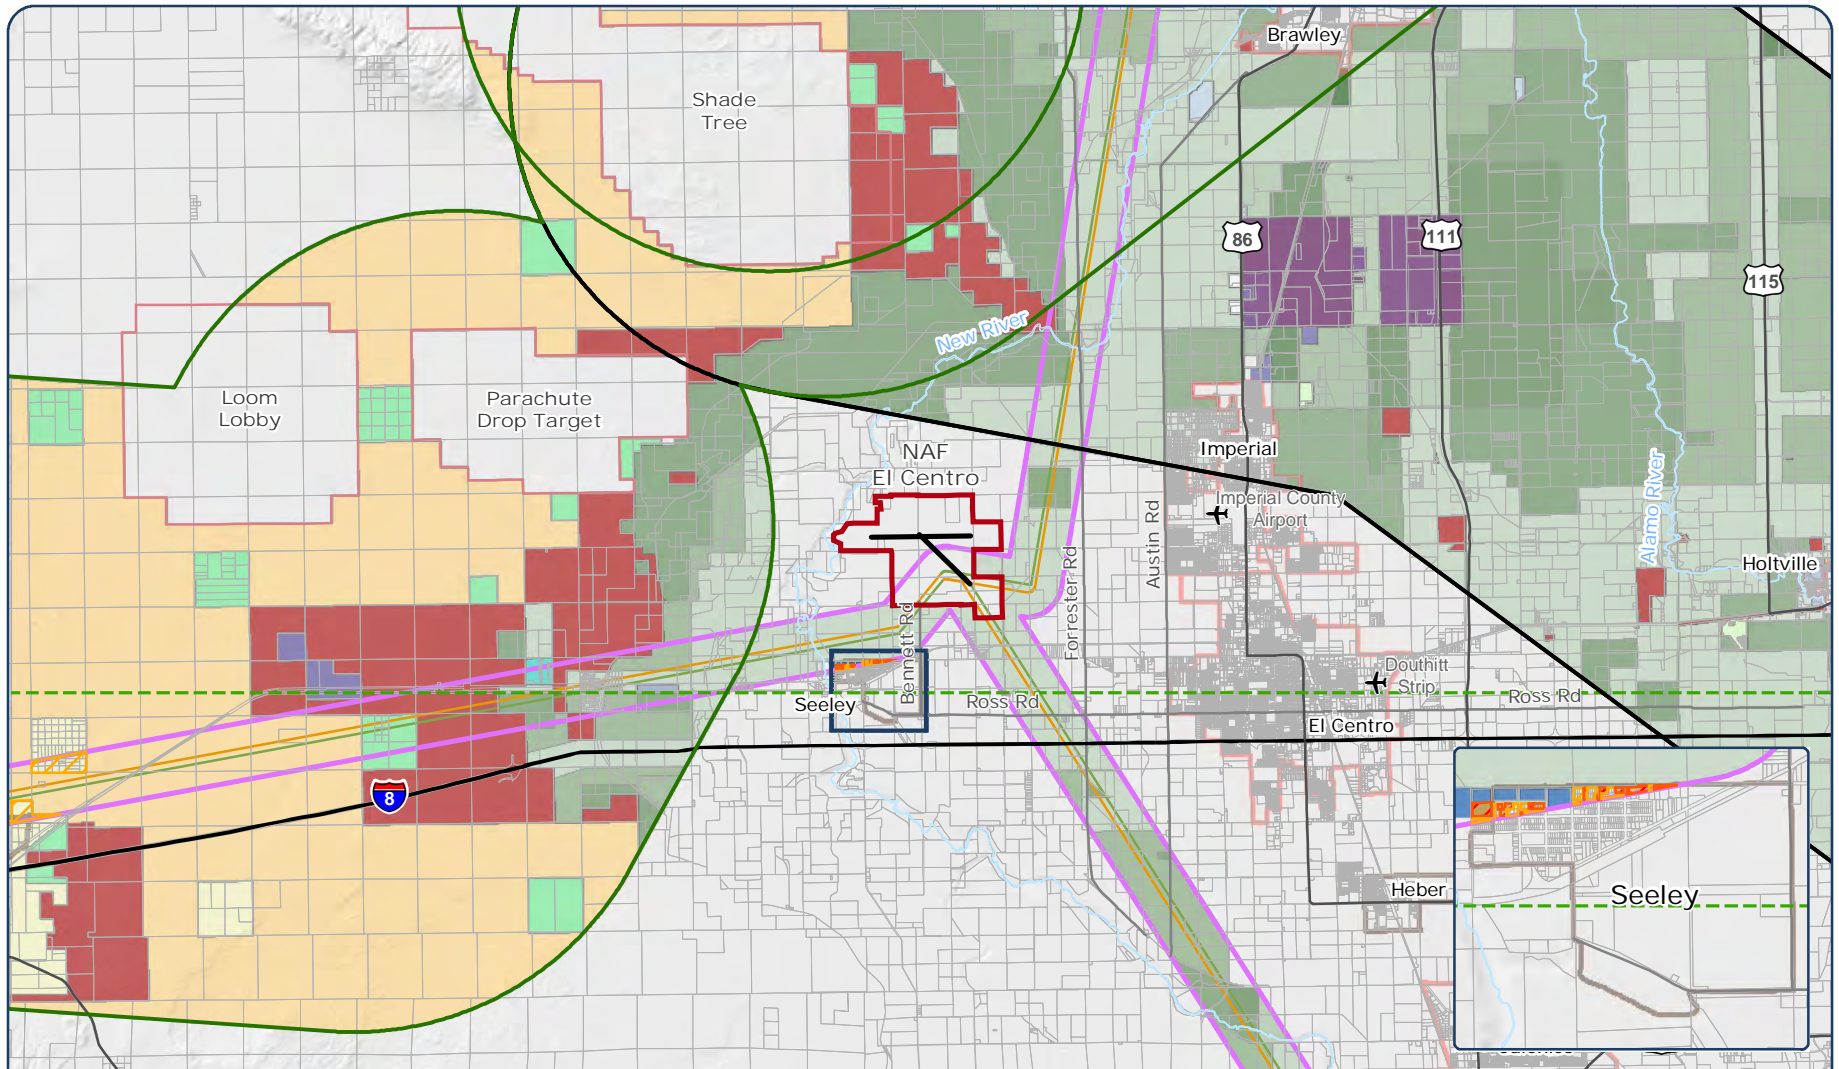 Brawley
Shade
Tree
86
111
115
New River
Loom
Lobby
Parachute
Drop Target
NAF
El Centro
Imperial
Imperial County
Airport
Alamo River
Austin Rd
Forrester Rd
Holtville
Bennett Rd
Douthitt
Strip
Seeley
Ross Rd
Ross Rd
El Centro
8
Heber
Seeley